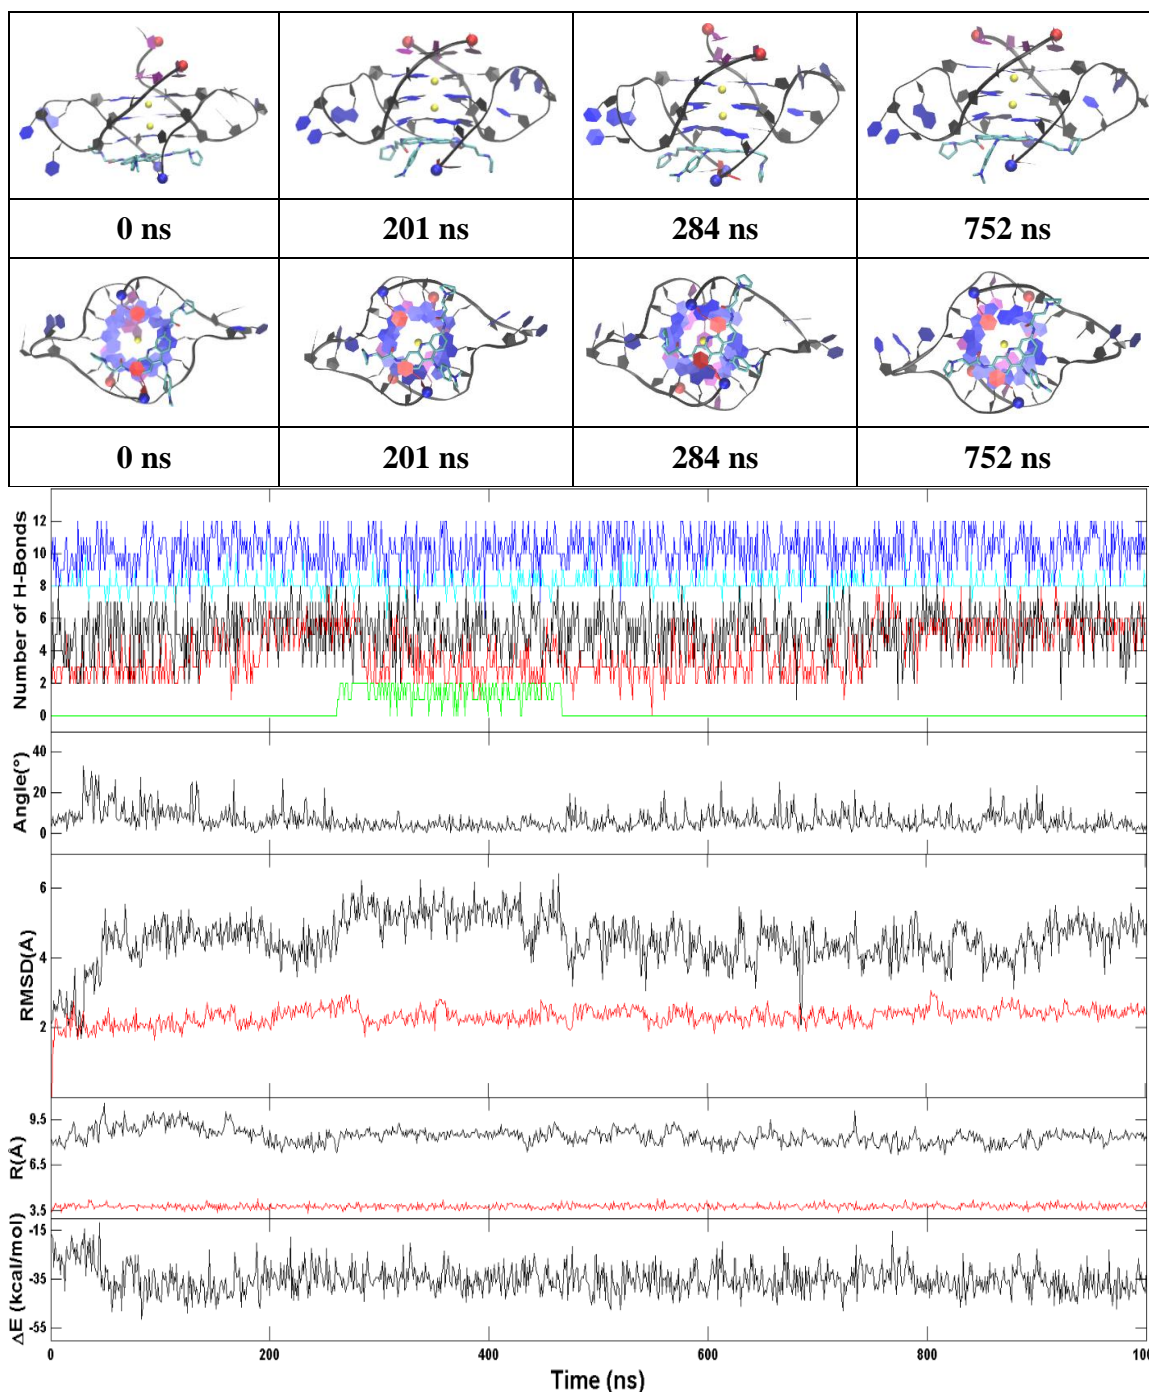 0 ns 201 ns 284 ns 752 ns
0 ns 201 ns 284 ns 752 ns
Number of H-Bonds
12
10
8
6
4
2
0
Angle(°)
40
20
0
RMSD(Å)
6
4
2
R(Å)
9.5
6.5
3.5
ΔE (kcal/mol)
-15
-35
-55
0 200 400 600 800 100
Time (ns)